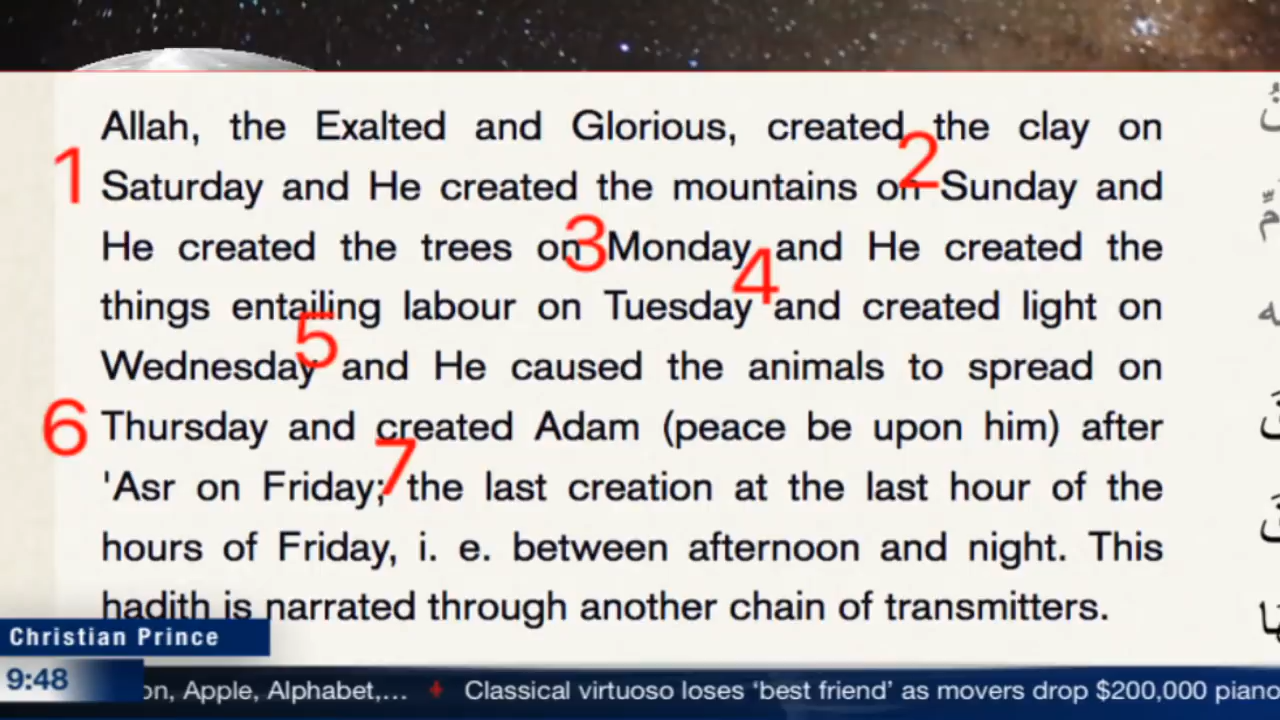 Allah, the Exalted and Glorious, created the clay on
1 Saturday and He created the mountains on 2 Sunday and
He created the trees on 3 Monday and He created the
things entailing labour on Tuesday 4 and created light on
Wednesday 5 and He caused the animals to spread on
6 Thursday and created Adam (peace be upon him) after
'Asr on Friday; 7 the last creation at the last hour of the
hours of Friday, i. e. between afternoon and night. This
hadith is narrated through another chain of transmitters.
Christian Prince
9:48
on, Apple, Alphabet,... Classical virtuoso loses ‘best friend’ as movers drop $200,000 piano